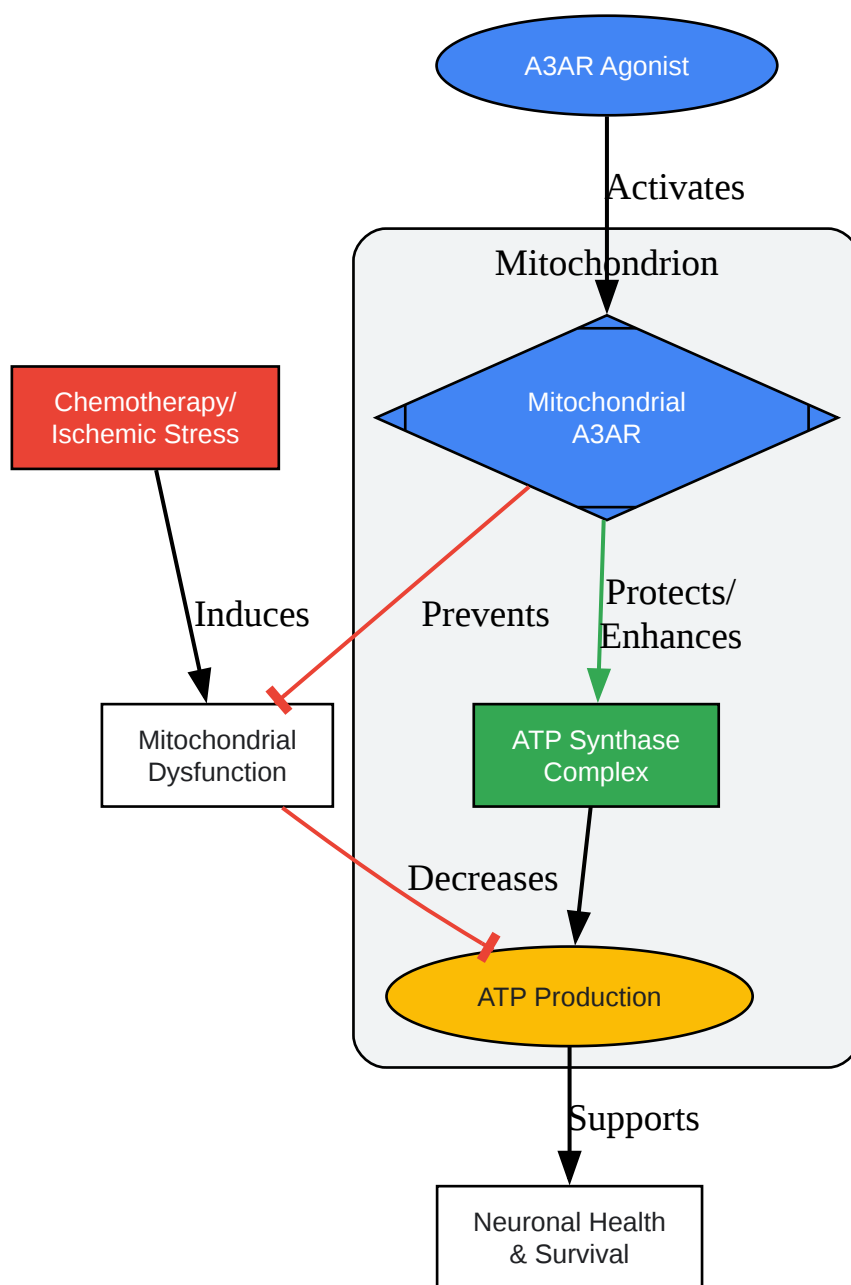 A3AR Agonist
Activates
Mitochondrion
Chemotherapy/
Ischemic Stress
Mitochondrial
A3AR
Induces
Prevents
Protects/
Enhances
Mitochondrial
Dysfunction
ATP Synthase
Complex
Decreases
ATP Production
Supports
Neuronal Health
& Survival